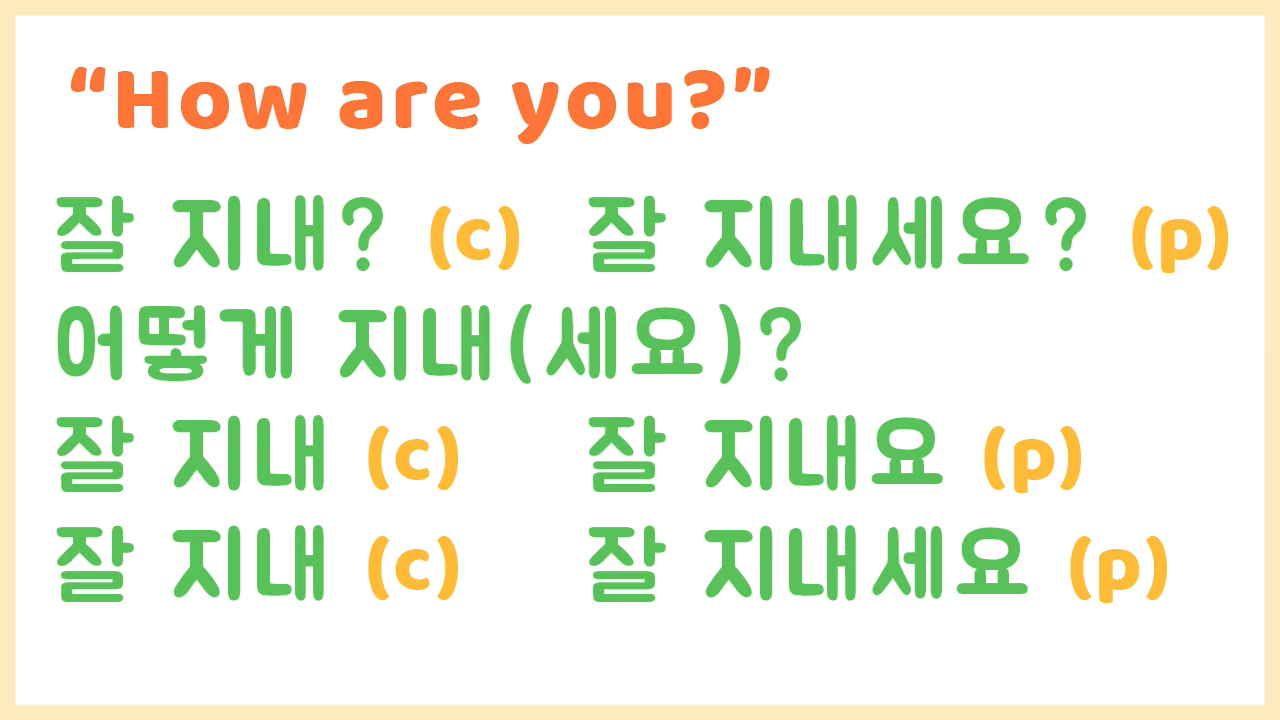 “How are you?”
잘 지내? (c) 잘 지내세요? (p)
어떻게 지내(세요)?
잘 지내 (c) 잘 지내요 (p)
잘 지내 (c) 잘 지내세요 (p)